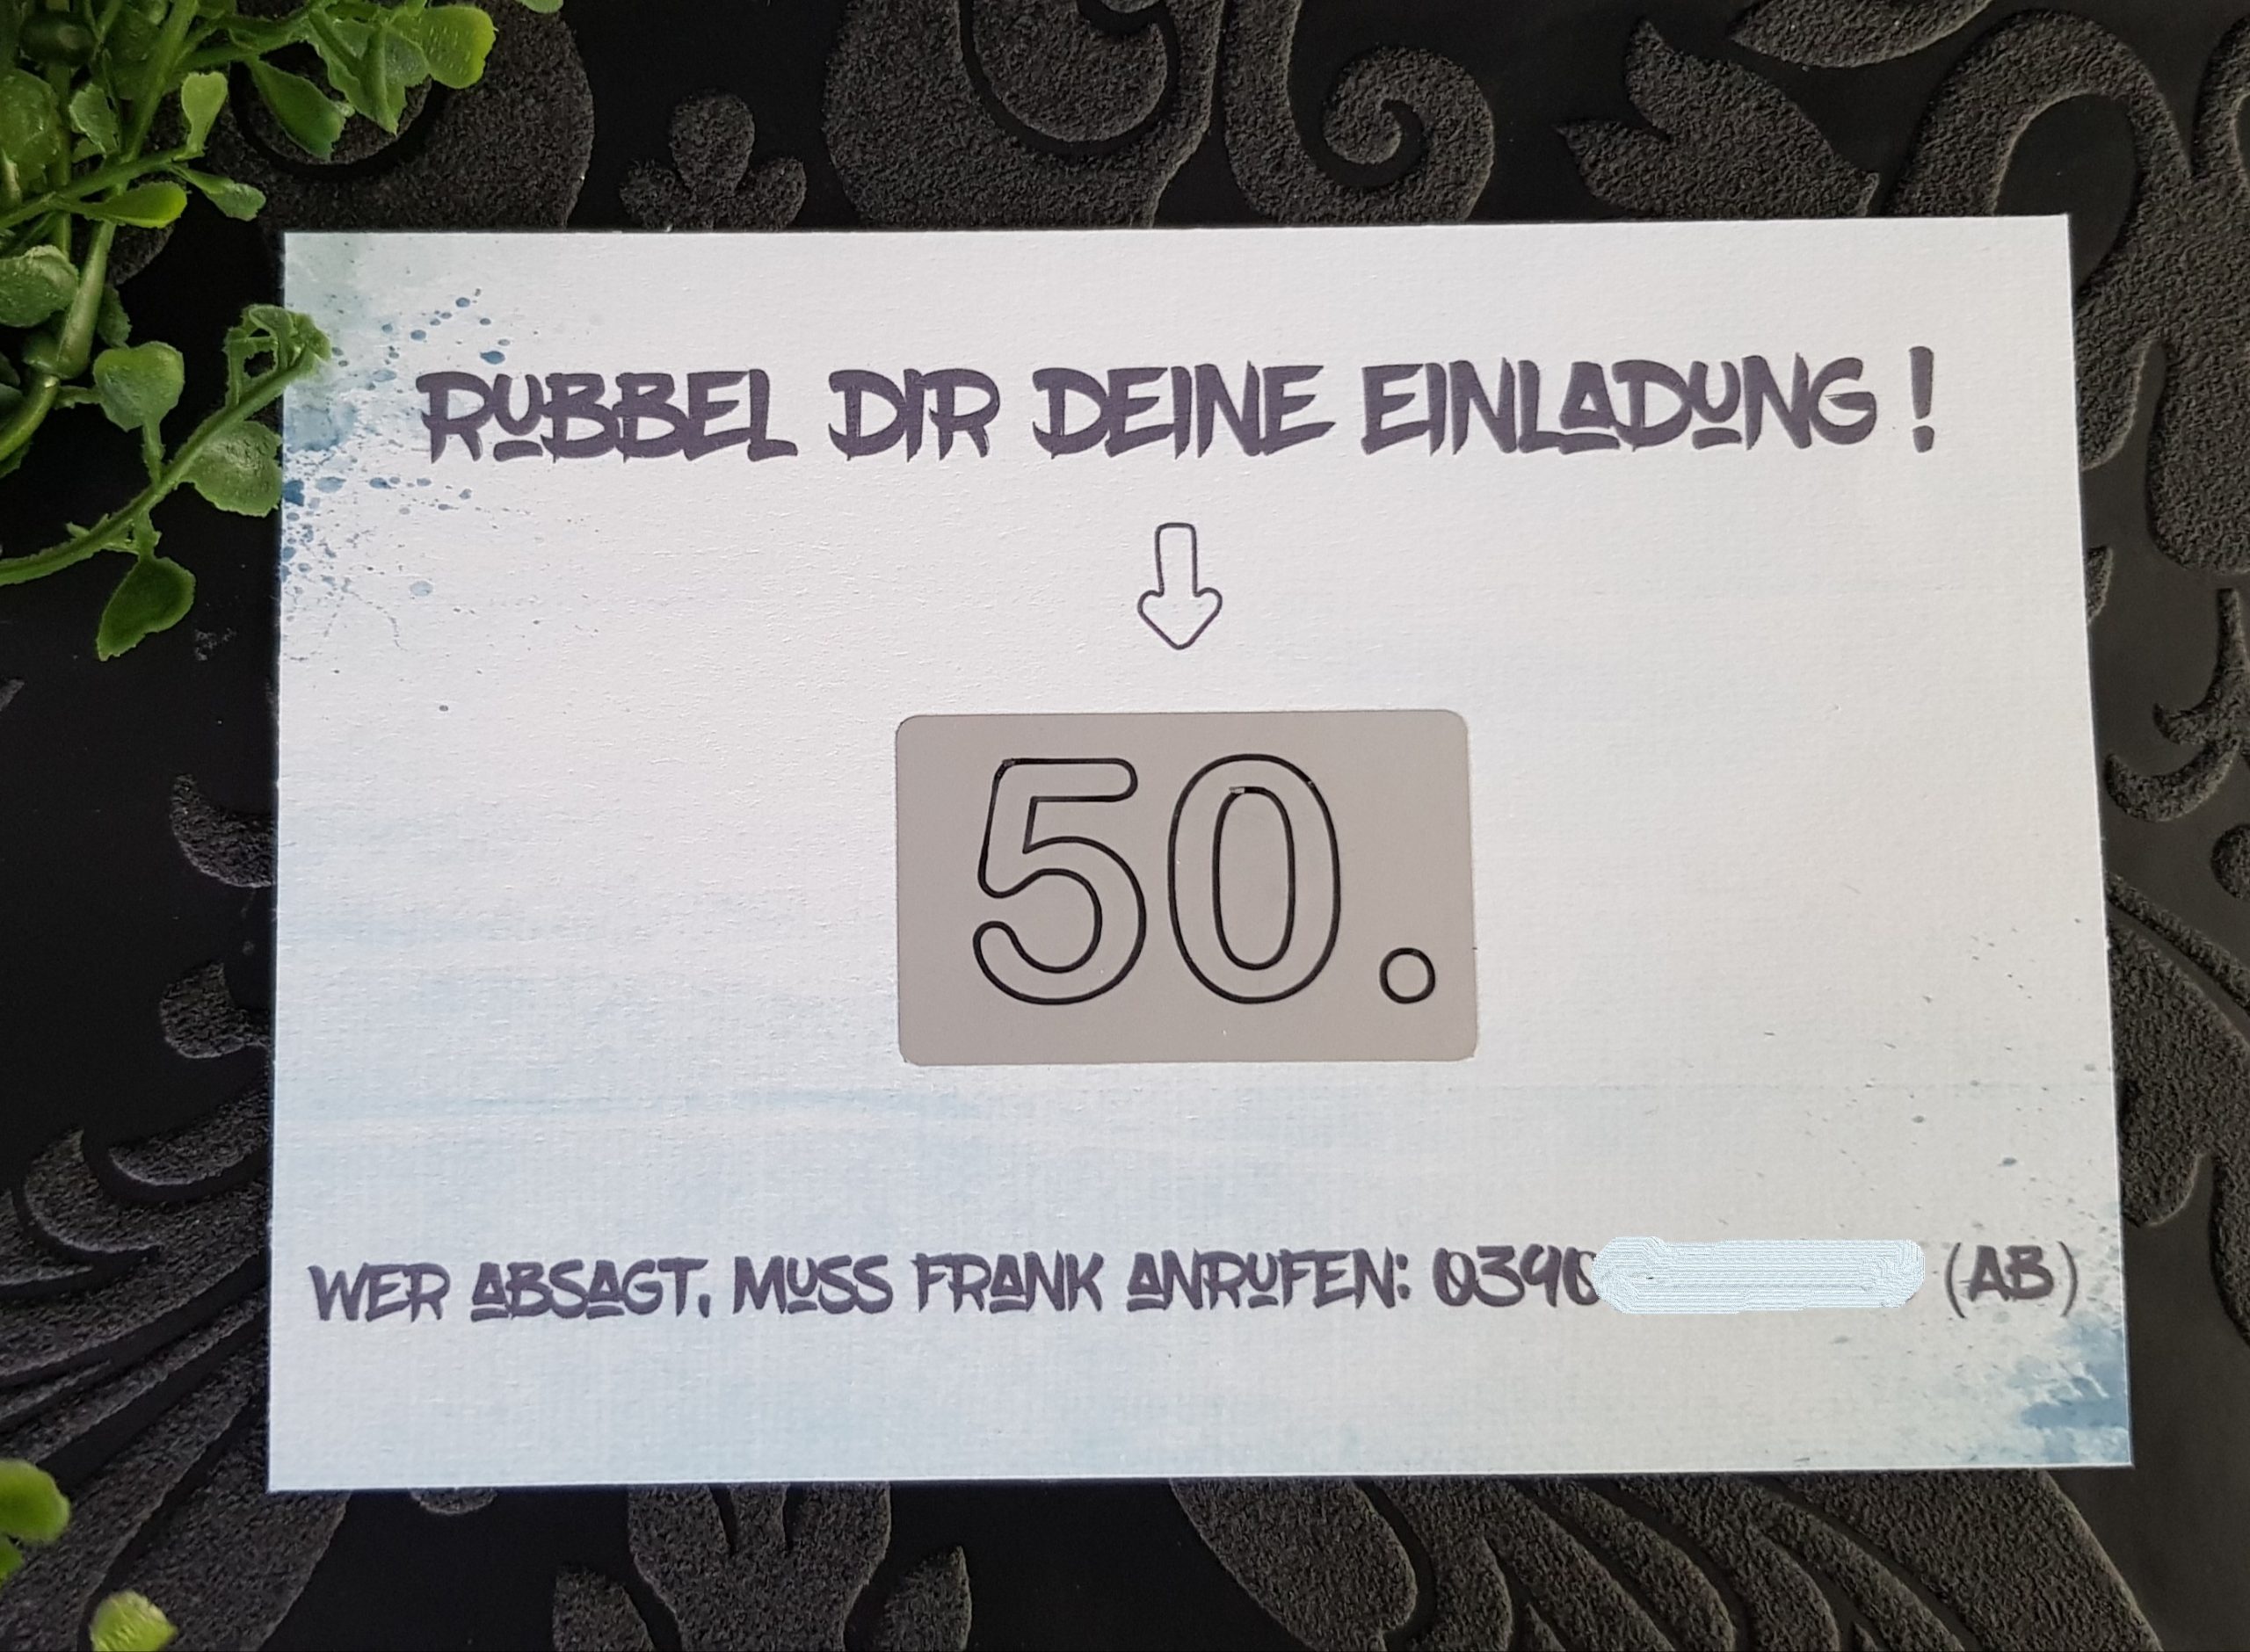 RUBBEL DIR DEINE EINLADUNG !
50.
WER ABSAGT, MUSS FRANK ANRUFEN: 0390 (AB)